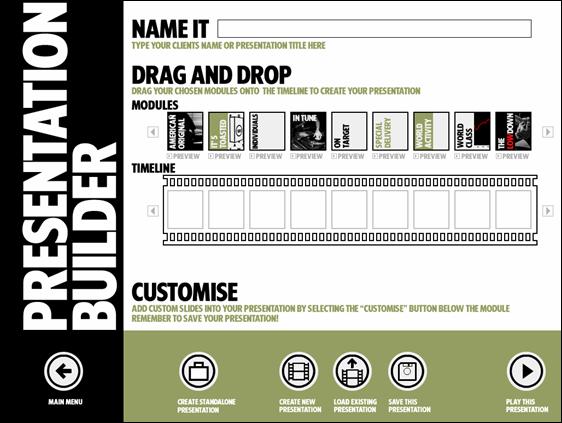 PRESENTATION
BUILDER
NAME IT
TYPE YOUR CLIENTS NAME OR PRESENTATION TITLE HERE
DRAG AND DROP
DRAG YOUR CHOSEN MODULES ONTO THE TIMELINE TO CREATE YOUR PRESENTATION
MODULES
AMERICAN
ORIGINAL
IT'S
TOASTED
INDIVIDUALS
IN TUNE
ON
TARGET
SPECIAL
DELIVERY
WORLD
ACTIVITY
WORLD
CLASS
THE
LOWDOWN
PREVIEW PREVIEW PREVIEW PREVIEW PREVIEW PREVIEW PREVIEW PREVIEW PREVIEW
TIMELINE
CUSTOMISE
ADD CUSTOM SLIDES INTO YOUR PRESENTATION BY SELECTING THE “CUSTOMISE” BUTTON BELOW THE MODULE
REMEMBER TO SAVE YOUR PRESENTATION!
MAIN MENU
CREATE STANDALONE
PRESENTATION
CREATE NEW
PRESENTATION
LOAD EXISTING
PRESENTATION
SAVE THIS
PRESENTATION
PLAY THIS
PRESENTATION